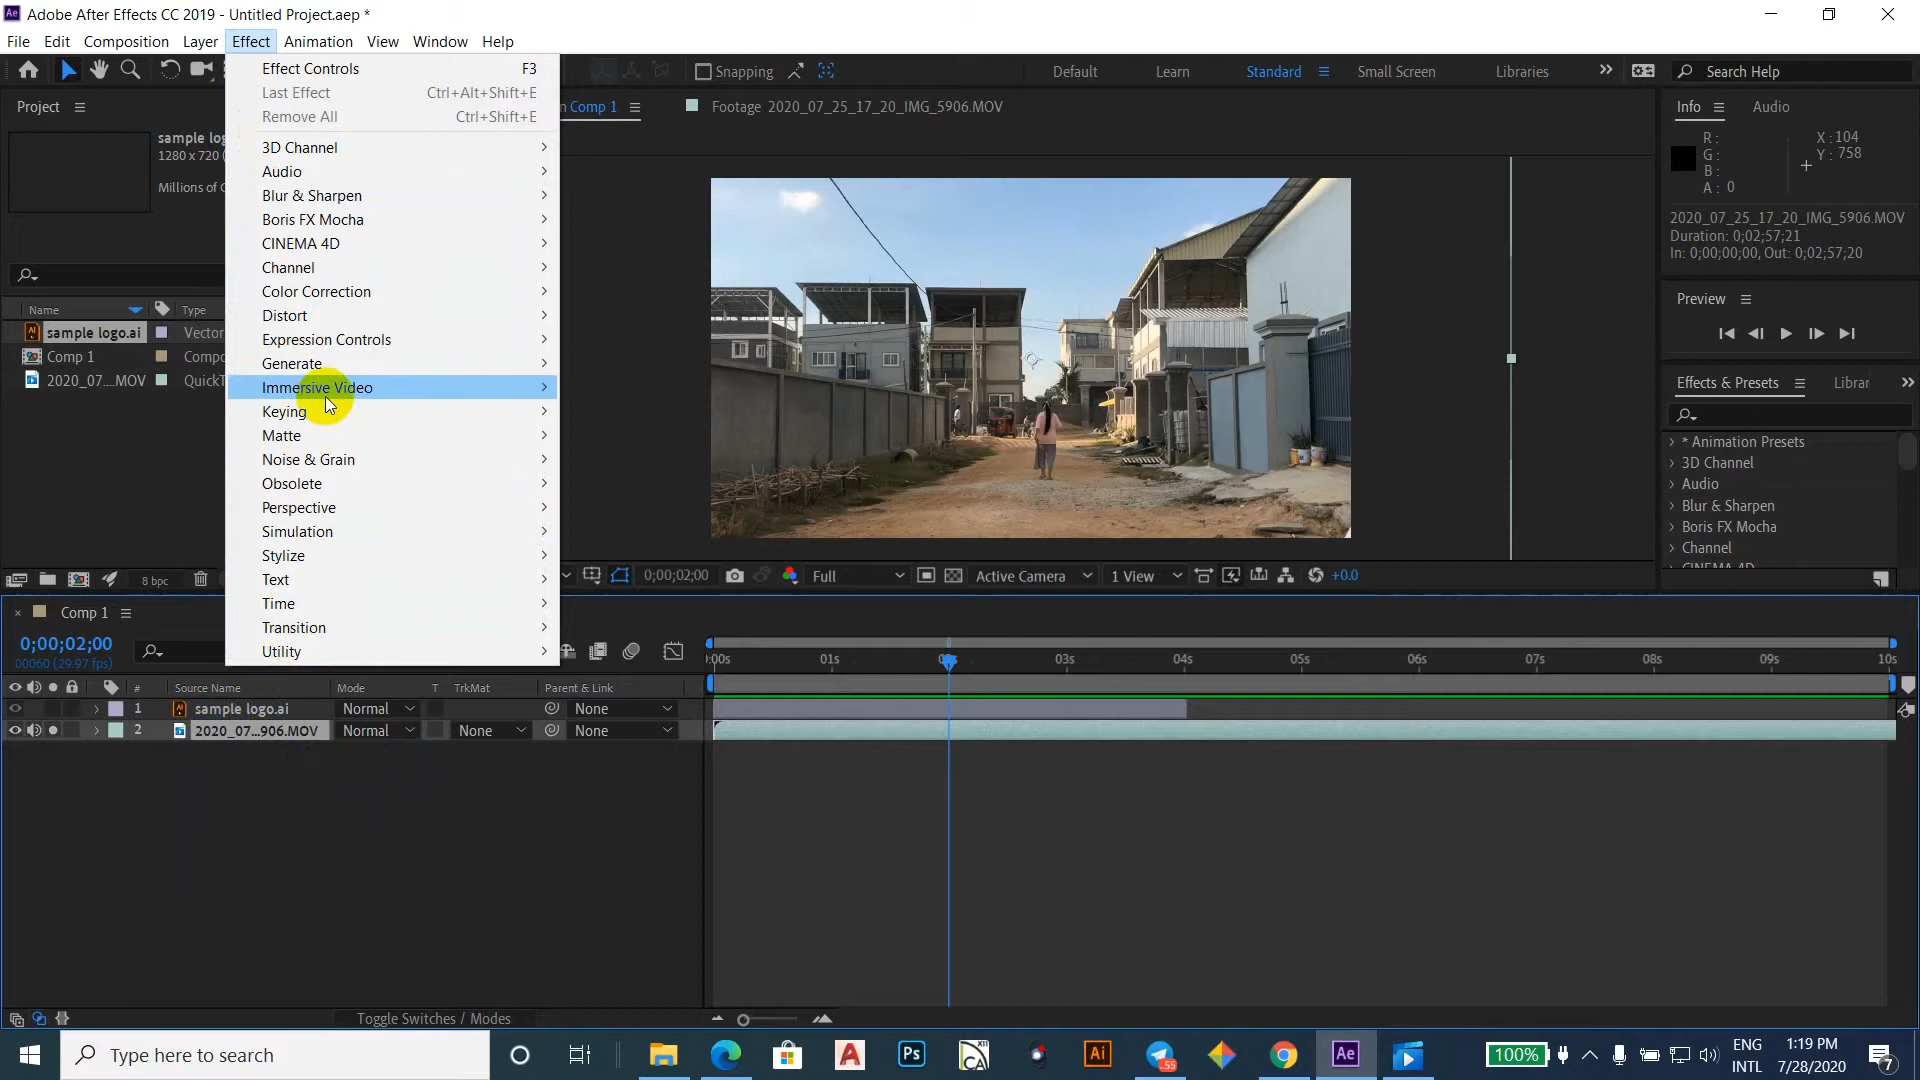 Adobe After Effects CC 2019 - Untitled Project.aep *
File Edit Composition Layer Effect Animation View Window Help
Snapping Default Learn Standard Small Screen Libraries Search Help
Project
Comp 1 Footage 2020_07_25_17_20_IMG_5906.MOV
Info Audio
sample log
1280 x 720 (
Millions of C
Effect Controls F3
Last Effect Ctrl+Alt+Shift+E
Remove All Ctrl+Shift+E
3D Channel
Audio
Blur & Sharpen
Boris FX Mocha
CINEMA 4D
Channel
Color Correction
Distort
Expression Controls
Generate
Immersive Video
Keying
Matte
Noise & Grain
Obsolete
Perspective
Simulation
Stylize
Text
Time
Transition
Utility
R :
G :
B :
A : 0
X : 104
Y : 758
2020_07_25_17_20_IMG_5906.MOV
Duration: 0;02;57;21
In: 0;00;00;00, Out: 0;02;57;20
Preview
Effects & Presets Librar
* Animation Presets
3D Channel
Audio
Blur & Sharpen
Boris FX Mocha
Channel
CINEMA 4D
Name Type
sample logo.ai Vector
Comp 1 Compo
2020_07....MOV QuickT
8 bpc
0;00;02;00 Full Active Camera 1 View +0.0
Comp 1
0;00;02;00
00060 (29.97 fps)
:00s 01s 03s 04s 05s 06s 07s 08s 09s 10s
# Source Name Mode T TrkMat Parent & Link
1 sample logo.ai Normal None
2 2020_07...906.MOV Normal None None
Toggle Switches / Modes
Type here to search
Ps
Ai
55
Ae
100%
ENG
INTL
1:19 PM
7/28/2020
7